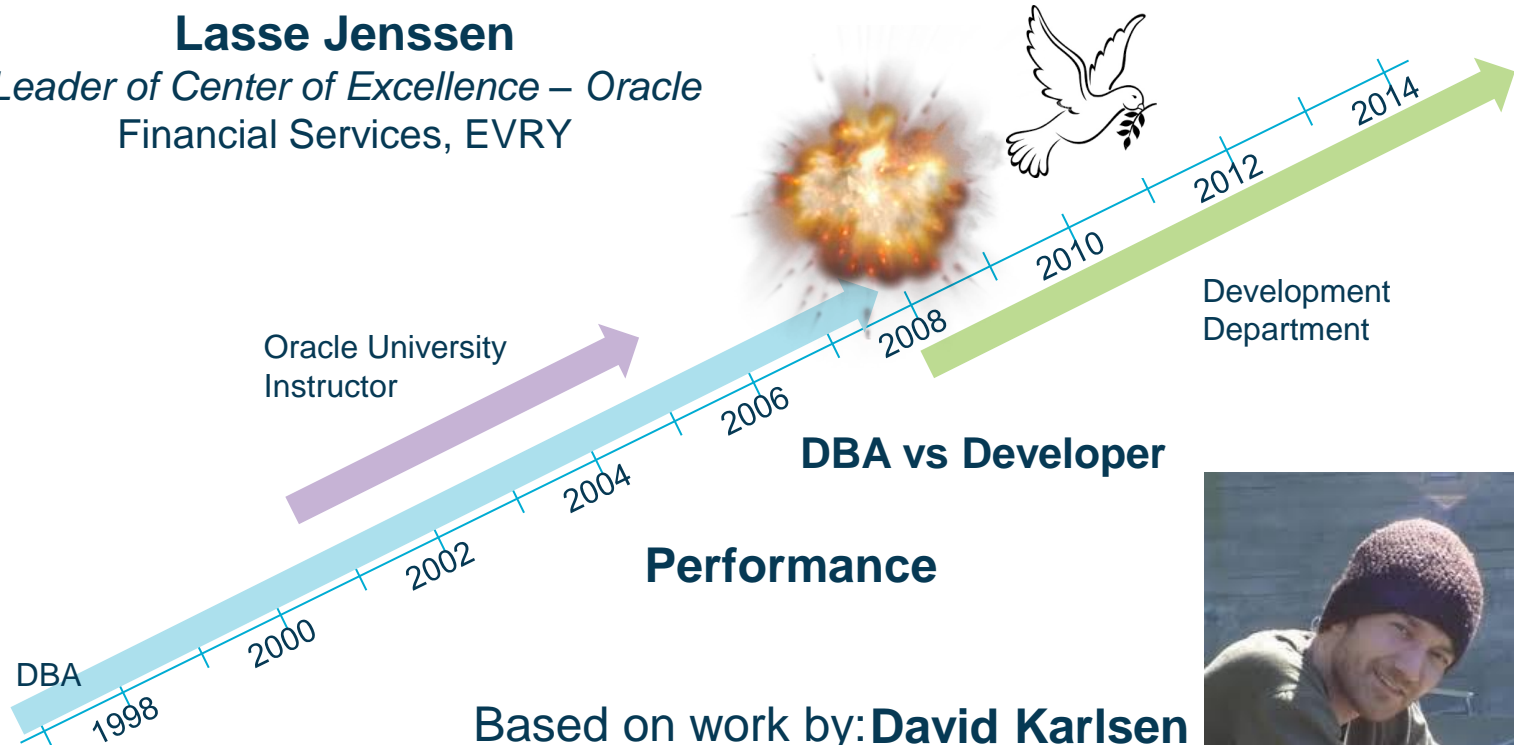 Lasse Jenssen
Leader of Center of Excellence – Oracle
Financial Services, EVRY
2014
2012
2010
2008
2006
2004
2002
2000
1998
Development
Department
Oracle University
Instructor
DBA vs Developer
Performance
DBA
Based on work by: David Karlsen